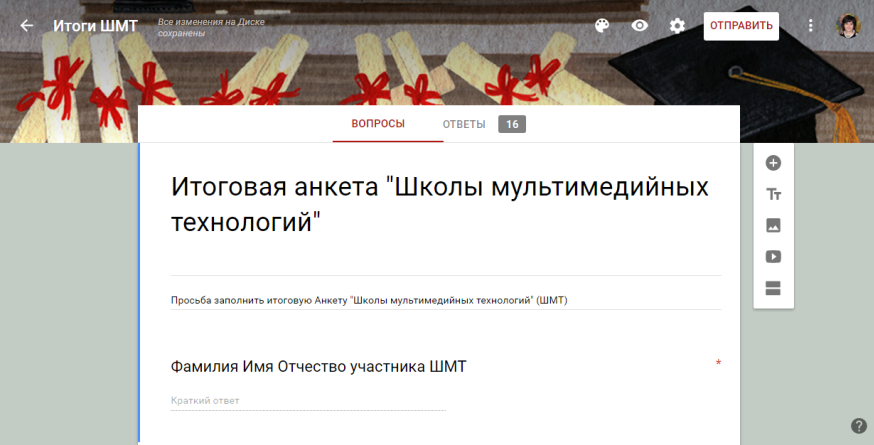 Итоги ШМТ
Все изменения на Диске
сохранены
ОТПРАВИТЬ
ВОПРОСЫ
ОТВЕТЫ 16
Итоговая анкета "Школы мультимедийных
технологий"
Просьба заполнить итоговую Анкету "Школы мультимедийных технологий" (ШМТ)
Фамилия Имя Отчество участника ШМТ *
Краткий ответ